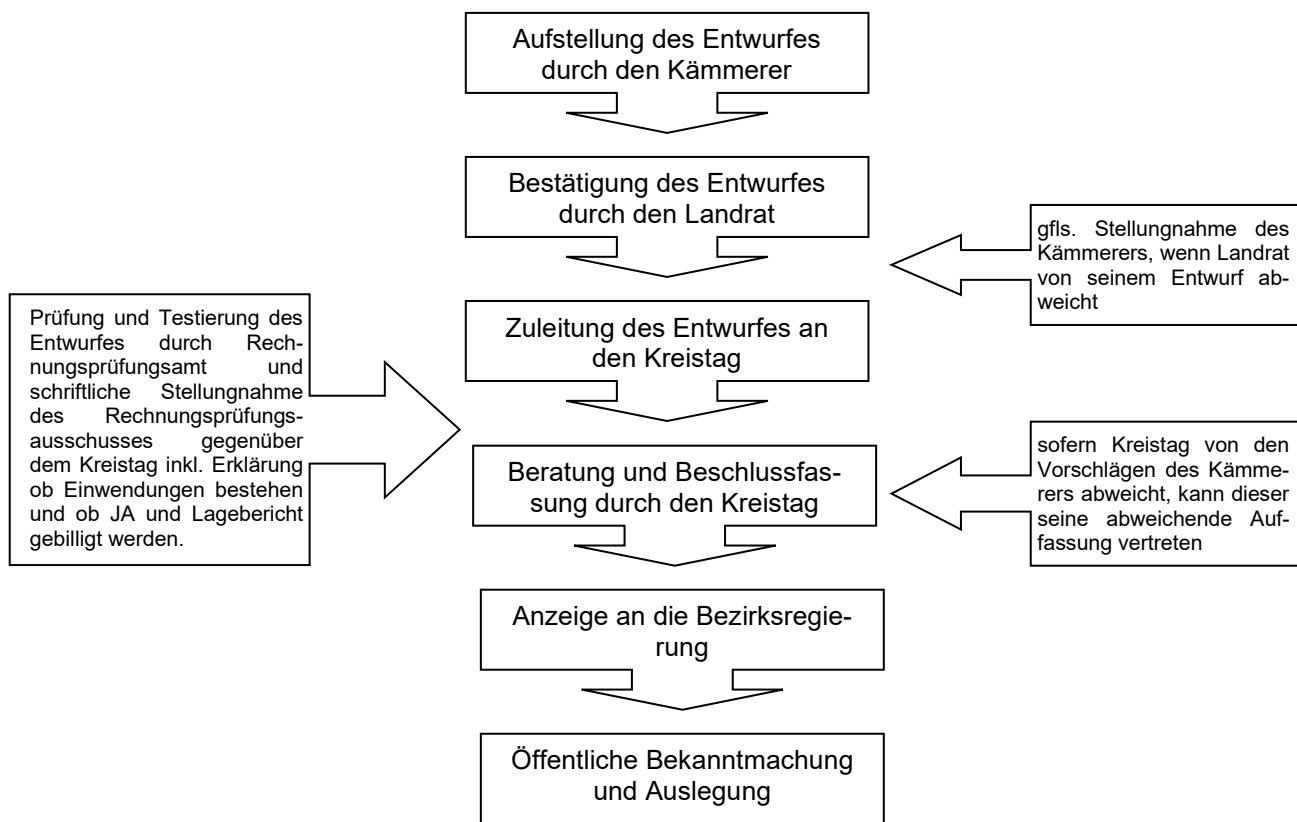 Aufstellung des Entwurfes
durch den Kämmerer
Bestätigung des Entwurfes
durch den Landrat
gfls. Stellungnahme des
Kämmerers, wenn Landrat
von seinem Entwurf ab-
weicht
Zuleitung des Entwurfes an
den Kreistag
Prüfung und Testierung des
Entwurfes durch Rech-
nungsprüfungsamt und
schriftliche Stellungnahme
des Rechnungsprüfungs-
ausschusses gegenüber
dem Kreistag inkl. Erklärung
ob Einwendungen bestehen
und ob JA und Lagebericht
gebilligt werden.
Beratung und Beschlussfas-
sung durch den Kreistag
sofern Kreistag von den
Vorschlägen des Kämme-
rers abweicht, kann dieser
seine abweichende Auf-
fassung vertreten
Anzeige an die Bezirksregie-
rung
Öffentliche Bekanntmachung
und Auslegung